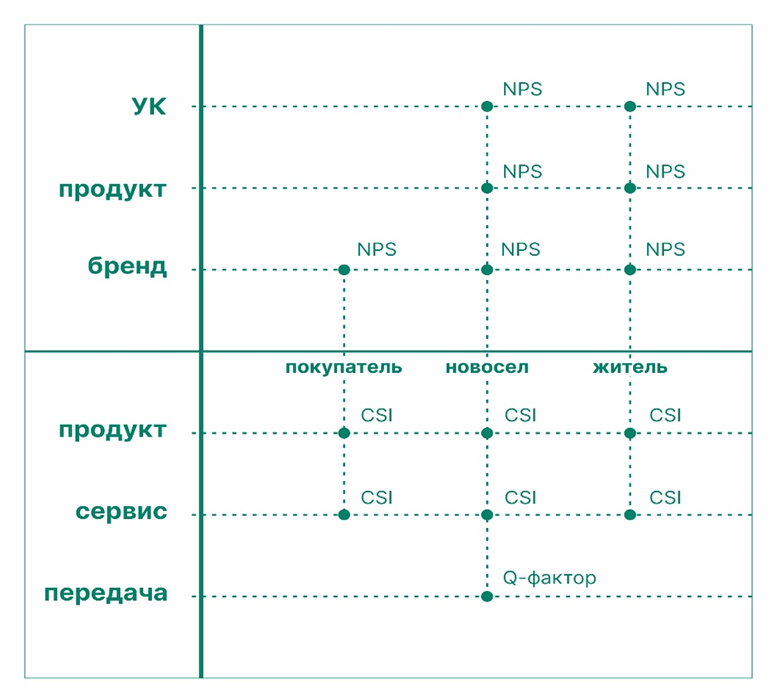 NPS NPS
УК
NPS NPS
продукт
NPS NPS NPS
бренд
покупатель новосел житель
CSI CSI CSI
продукт
CSI CSI CSI
сервис
Q-фактор
передача